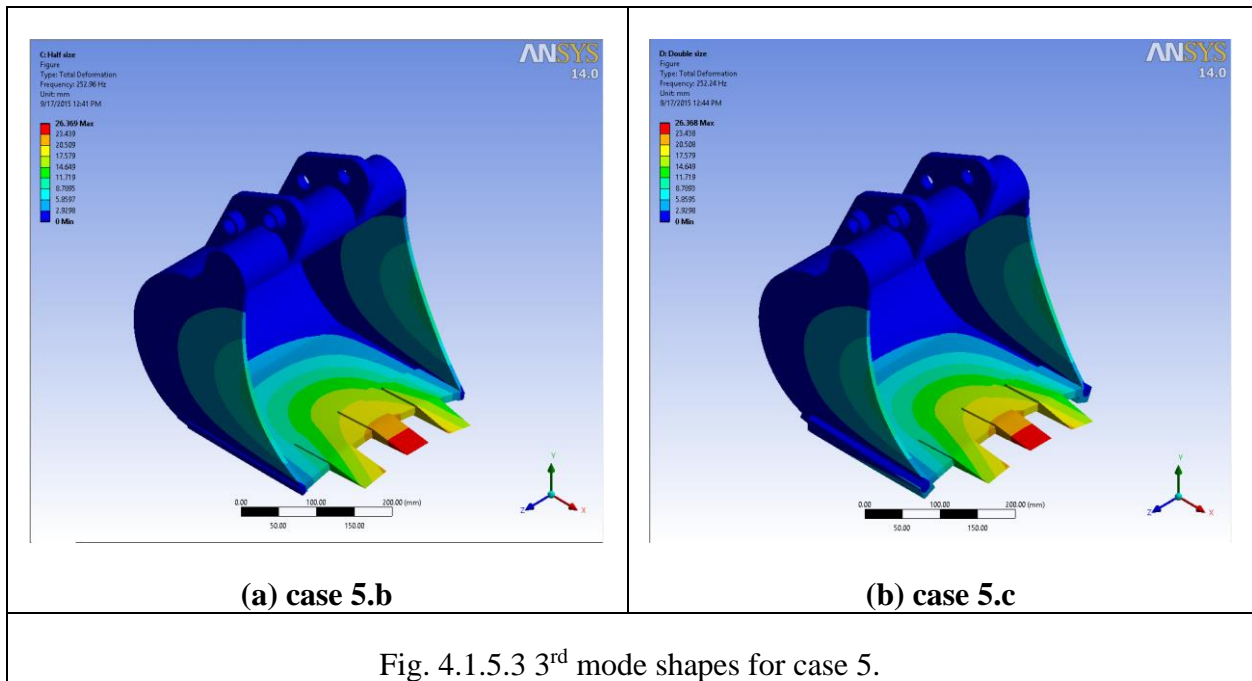 C: Half size
Figure
Type: Total Deformation
Frequency: 252.96 Hz
Unit: mm
9/17/2015 12:41 PM
26.369 Max
23.439
20.509
17.579
14.649
11.719
8.7895
5.8597
2.9298
0 Min
ANSYS
14.0
0.00
100.00
200.00 (mm)
50.00
150.00
Y
Z
X
(a) case 5.b
D: Double size
Figure
Type: Total Deformation
Frequency: 252.24 Hz
Unit: mm
9/17/2015 12:44 PM
26.368 Max
23.438
20.508
17.579
14.649
11.719
8.7893
5.8595
2.9298
0 Min
ANSYS
14.0
0.00
100.00
200.00 (mm)
50.00
150.00
Y
Z
X
(b) case 5.c
Fig. 4.1.5.3 3rd mode shapes for case 5.